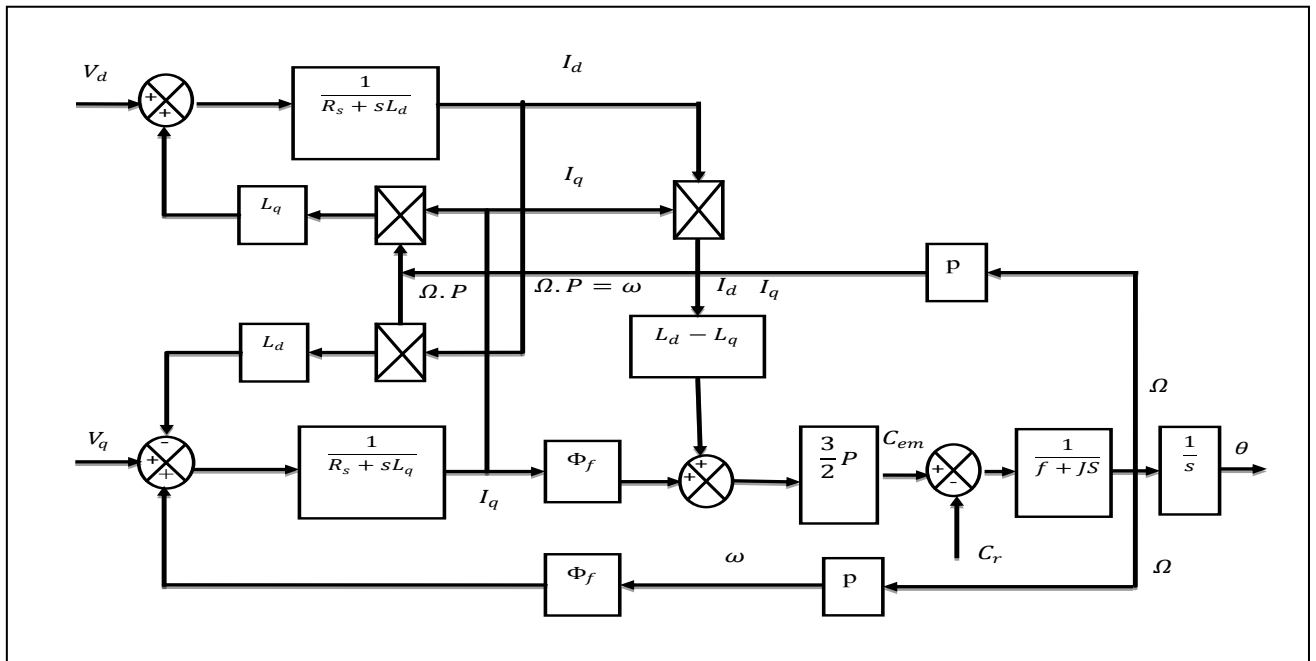 V_d
+
+
1
R_s + sL_d
I_d
L_q
I_q
p
Ω.P
Ω.P = ω
I_d I_q
L_d
L_d − L_q
Ω
V_q
-
+
+
1
R_s + sL_q
I_q
Φ_f
+
+
3
2
P
C_em
+
-
1
f + JS
1
s
θ
C_r
Φ_f
ω
p
Ω